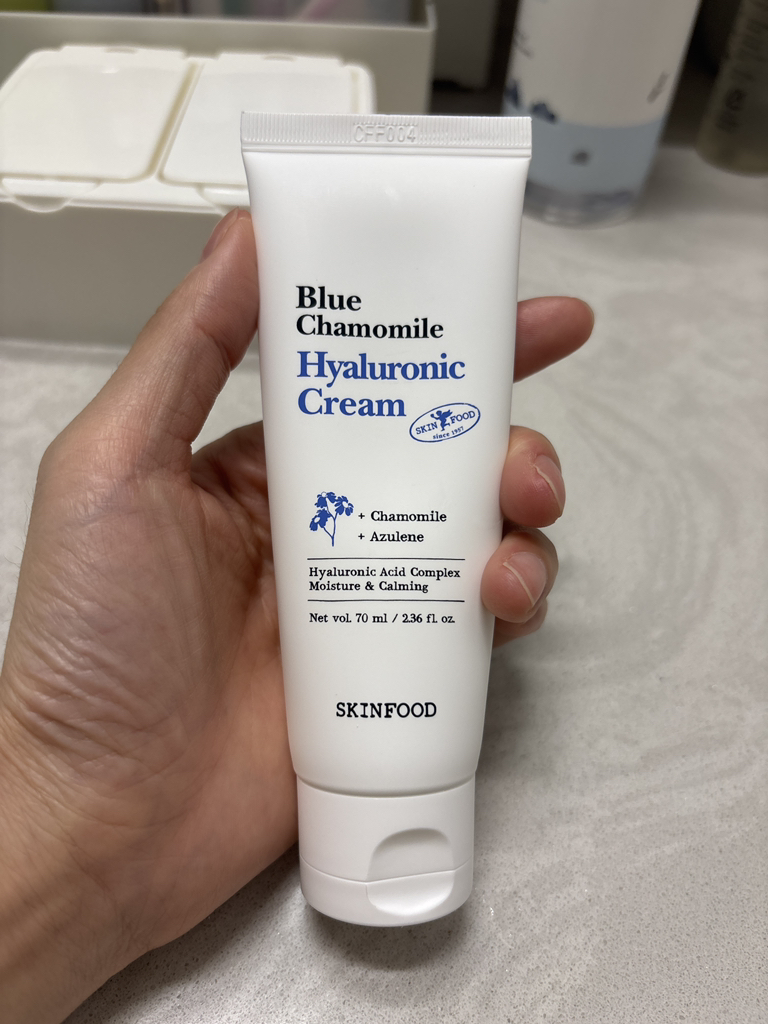 CFF004
Blue
Chamomile
Hyaluronic
Cream
SKIN FOOD
since 1957
+ Chamomile
+ Azulene
Hyaluronic Acid Complex
Moisture & Calming
Net vol. 70 ml / 2.36 fl. oz.
SKINFOOD